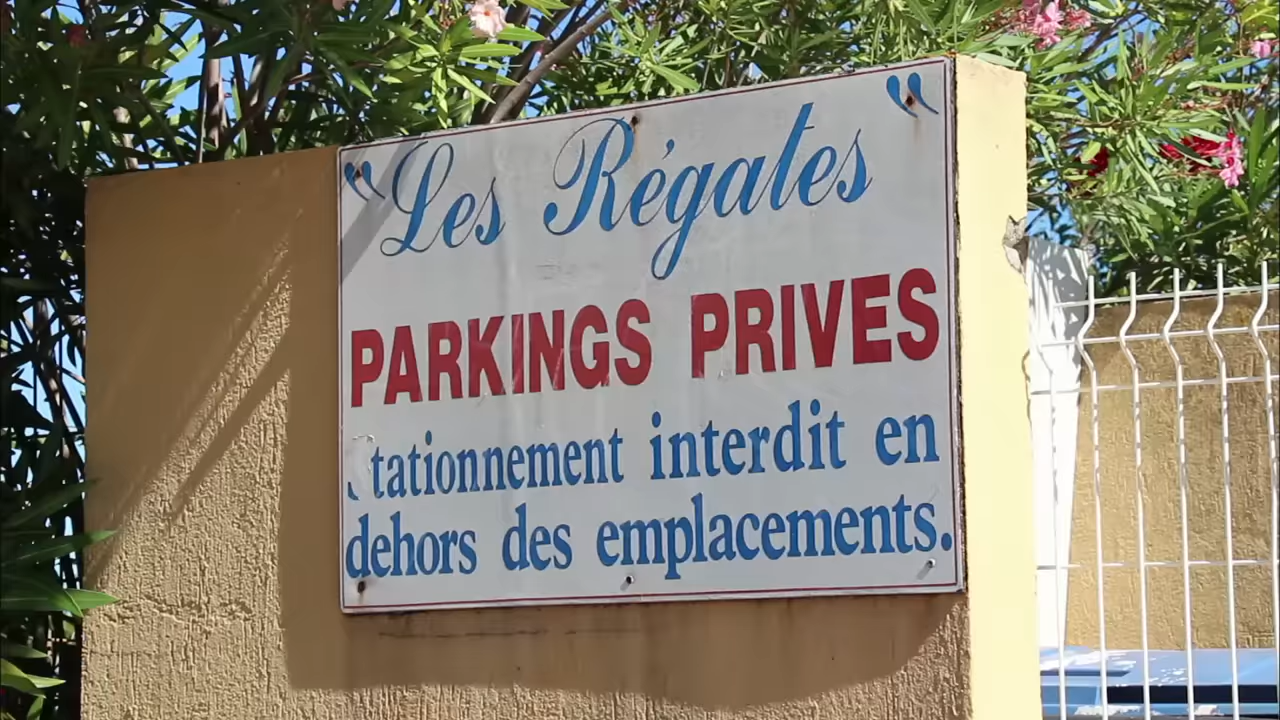 "Les Régates"
PARKINGS PRIVES
tationnement interdit en
dehors des emplacements.